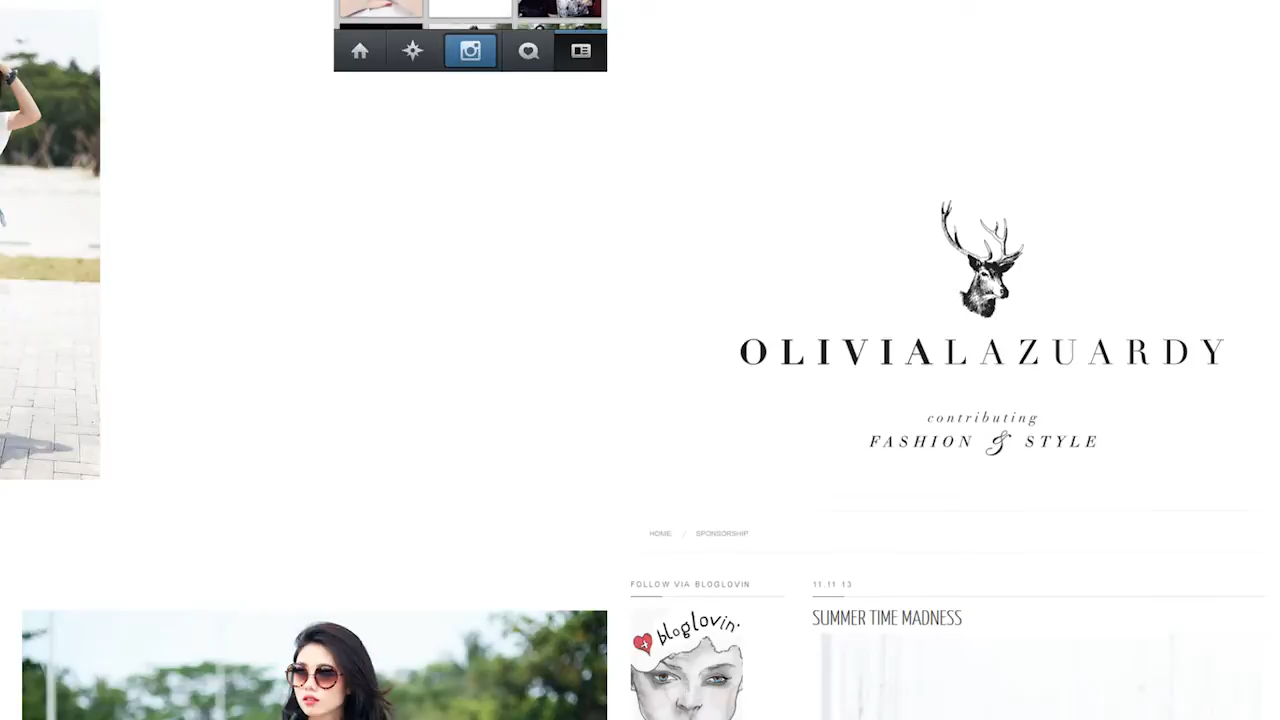 OLIVIALAZUARDY
contributing
FASHION & STYLE
HOME / SPONSORSHIP
FOLLOW VIA BLOGLOVIN
11.11 13
SUMMER TIME MADNESS
bloglovin.